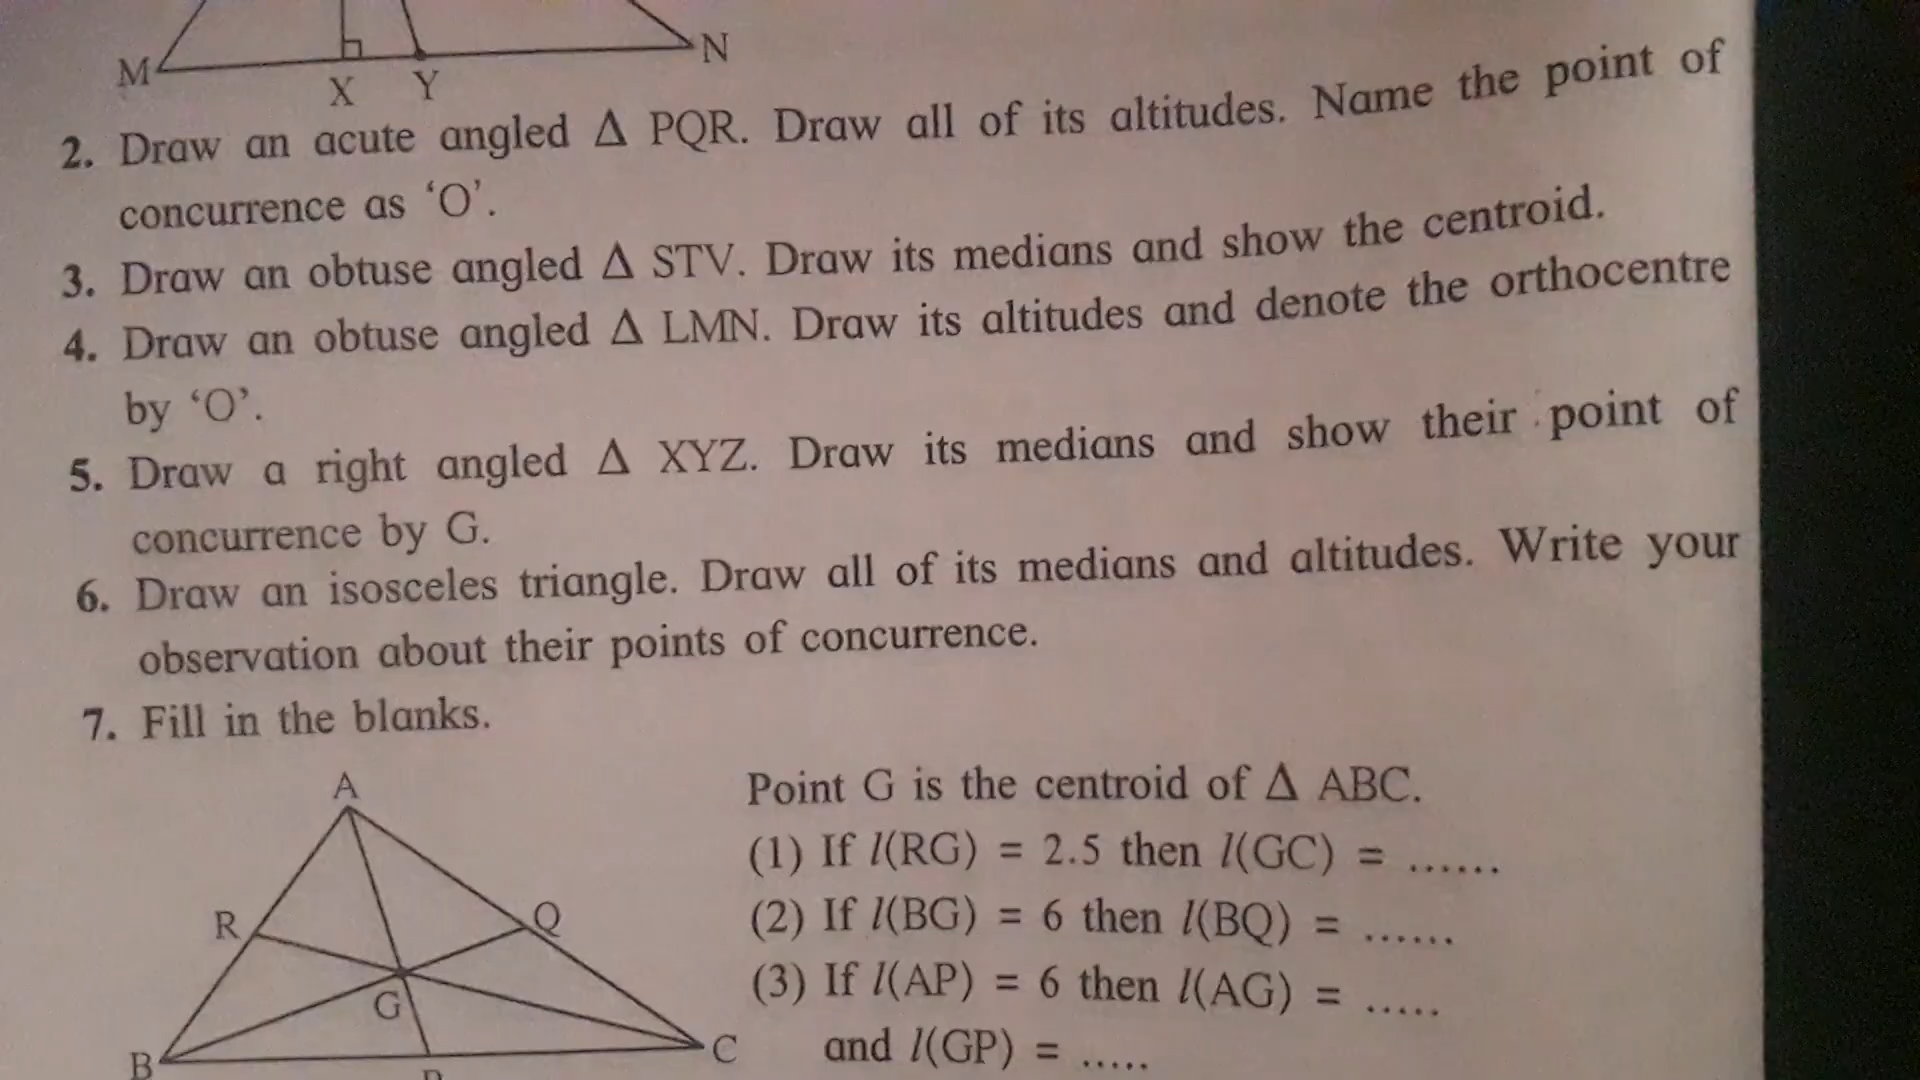 M X Y N
2. Draw an acute angled Δ PQR. Draw all of its altitudes. Name the point of
concurrence as ‘O’.
3. Draw an obtuse angled Δ STV. Draw its medians and show the centroid.
4. Draw an obtuse angled Δ LMN. Draw its altitudes and denote the orthocentre
by ‘O’.
5. Draw a right angled Δ XYZ. Draw its medians and show their point of
concurrence by G.
6. Draw an isosceles triangle. Draw all of its medians and altitudes. Write your
observation about their points of concurrence.
7. Fill in the blanks.
A
R
Q
G
B
C
Point G is the centroid of Δ ABC.
(1) If l(RG) = 2.5 then l(GC) = ......
(2) If l(BG) = 6 then l(BQ) = ......
(3) If l(AP) = 6 then l(AG) = .....
and l(GP) = .....